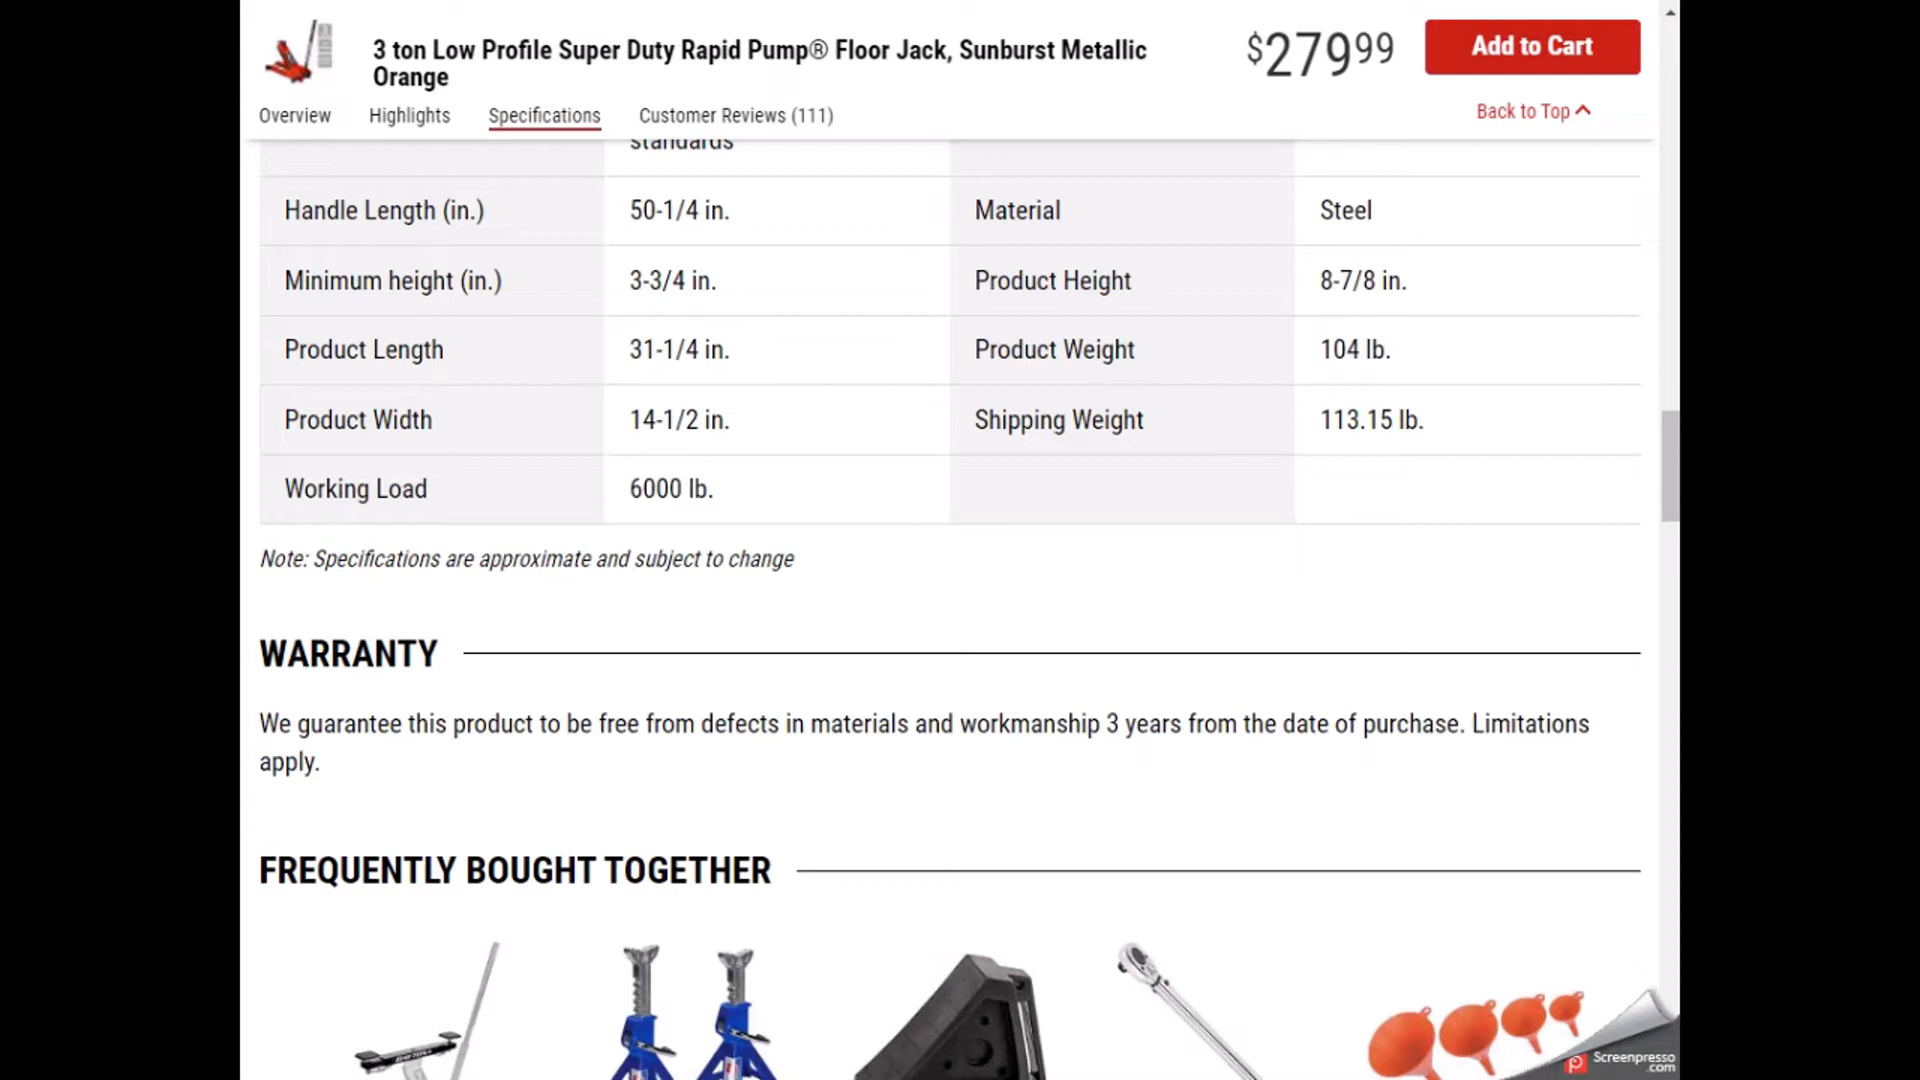 3 ton Low Profile Super Duty Rapid Pump® Floor Jack, Sunburst Metallic
Orange
$279.99
Add to Cart
Overview
Highlights
Specifications
Customer Reviews (111)
Back to Top
standards
Handle Length (in.)
50-1/4 in.
Material
Steel
Minimum height (in.)
3-3/4 in.
Product Height
8-7/8 in.
Product Length
31-1/4 in.
Product Weight
104 lb.
Product Width
14-1/2 in.
Shipping Weight
113.15 lb.
Working Load
6000 lb.
Note: Specifications are approximate and subject to change
WARRANTY
We guarantee this product to be free from defects in materials and workmanship 3 years from the date of purchase. Limitations
apply.
FREQUENTLY BOUGHT TOGETHER
DAYTONA
Screenpresso
.com